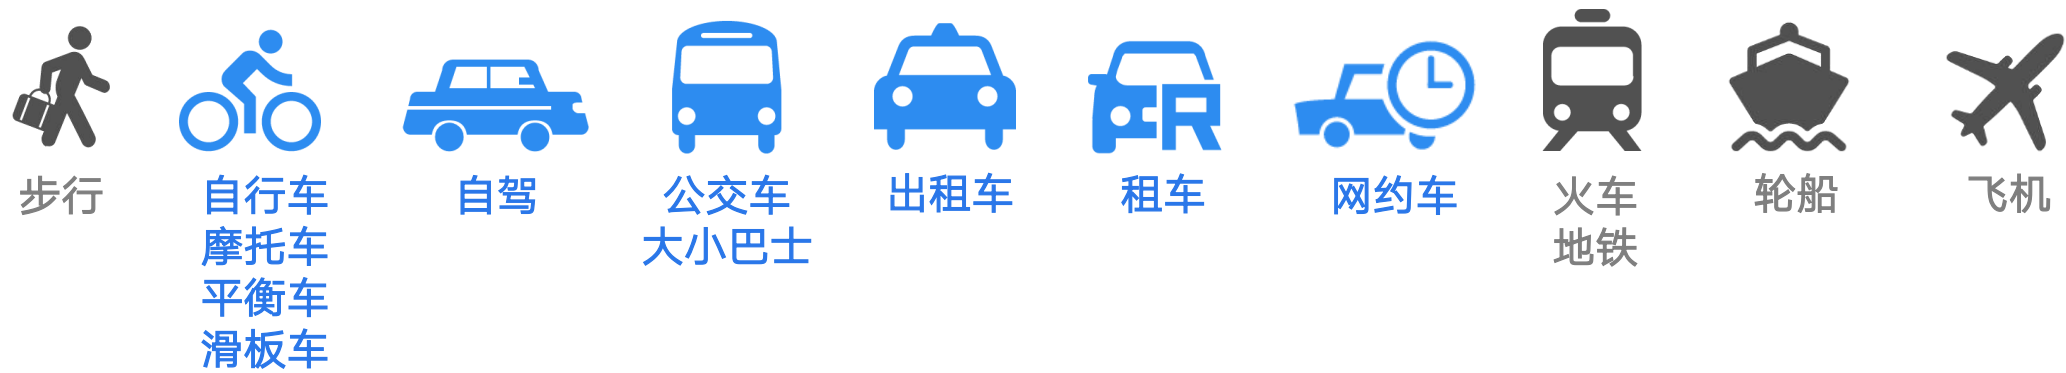 步行
自行车
摩托车
平衡车
滑板车
自驾
公交车
大小巴士
出租车
租车
R
网约车
火车
地铁
轮船
飞机